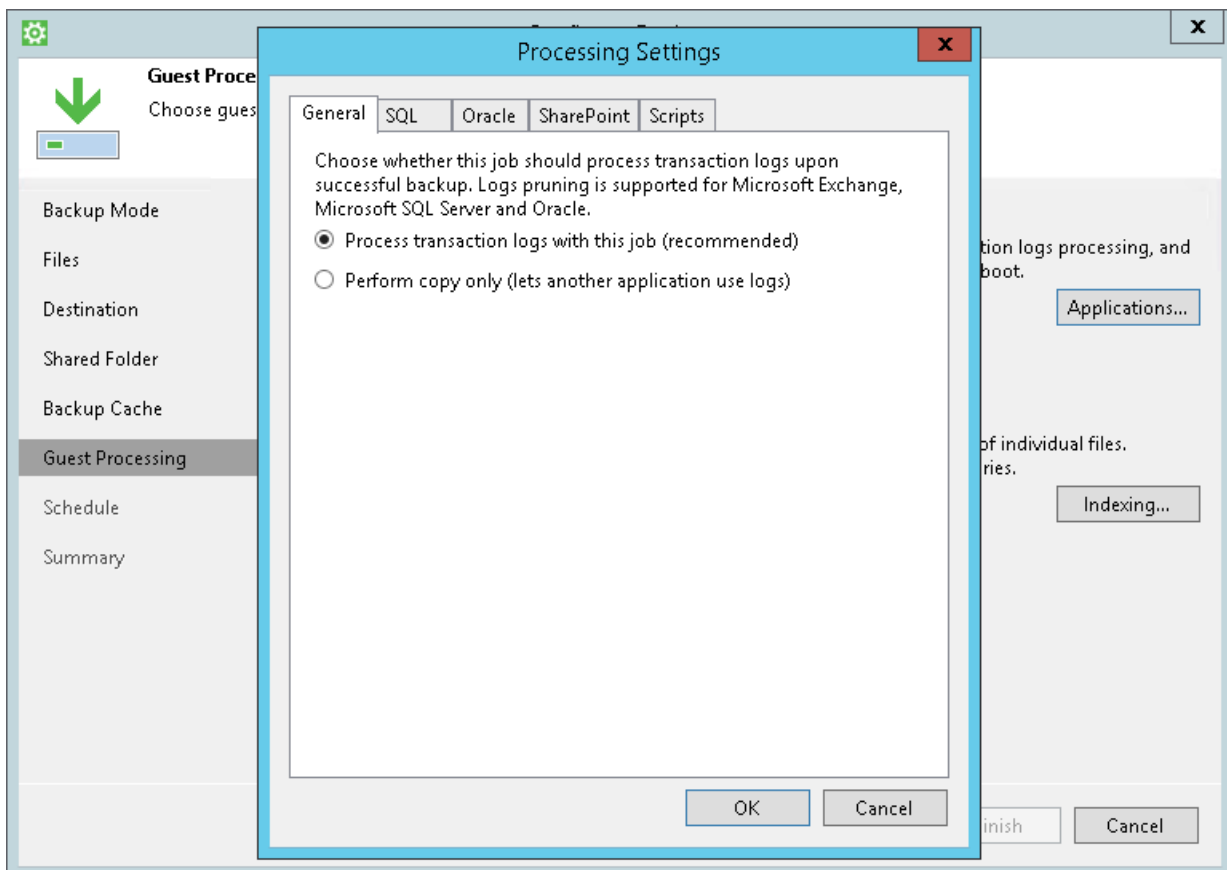 x
Processing Settings
x
Guest Proce
Choose gues
General
SQL
Oracle
SharePoint
Scripts
Choose whether this job should process transaction logs upon
successful backup. Logs pruning is supported for Microsoft Exchange,
Microsoft SQL Server and Oracle.
Process transaction logs with this job (recommended)
Perform copy only (lets another application use logs)
Backup Mode
Files
Destination
Shared Folder
Backup Cache
Guest Processing
Schedule
Summary
tion logs processing, and
boot.
Applications...
of individual files.
ries.
Indexing...
OK
Cancel
inish
Cancel